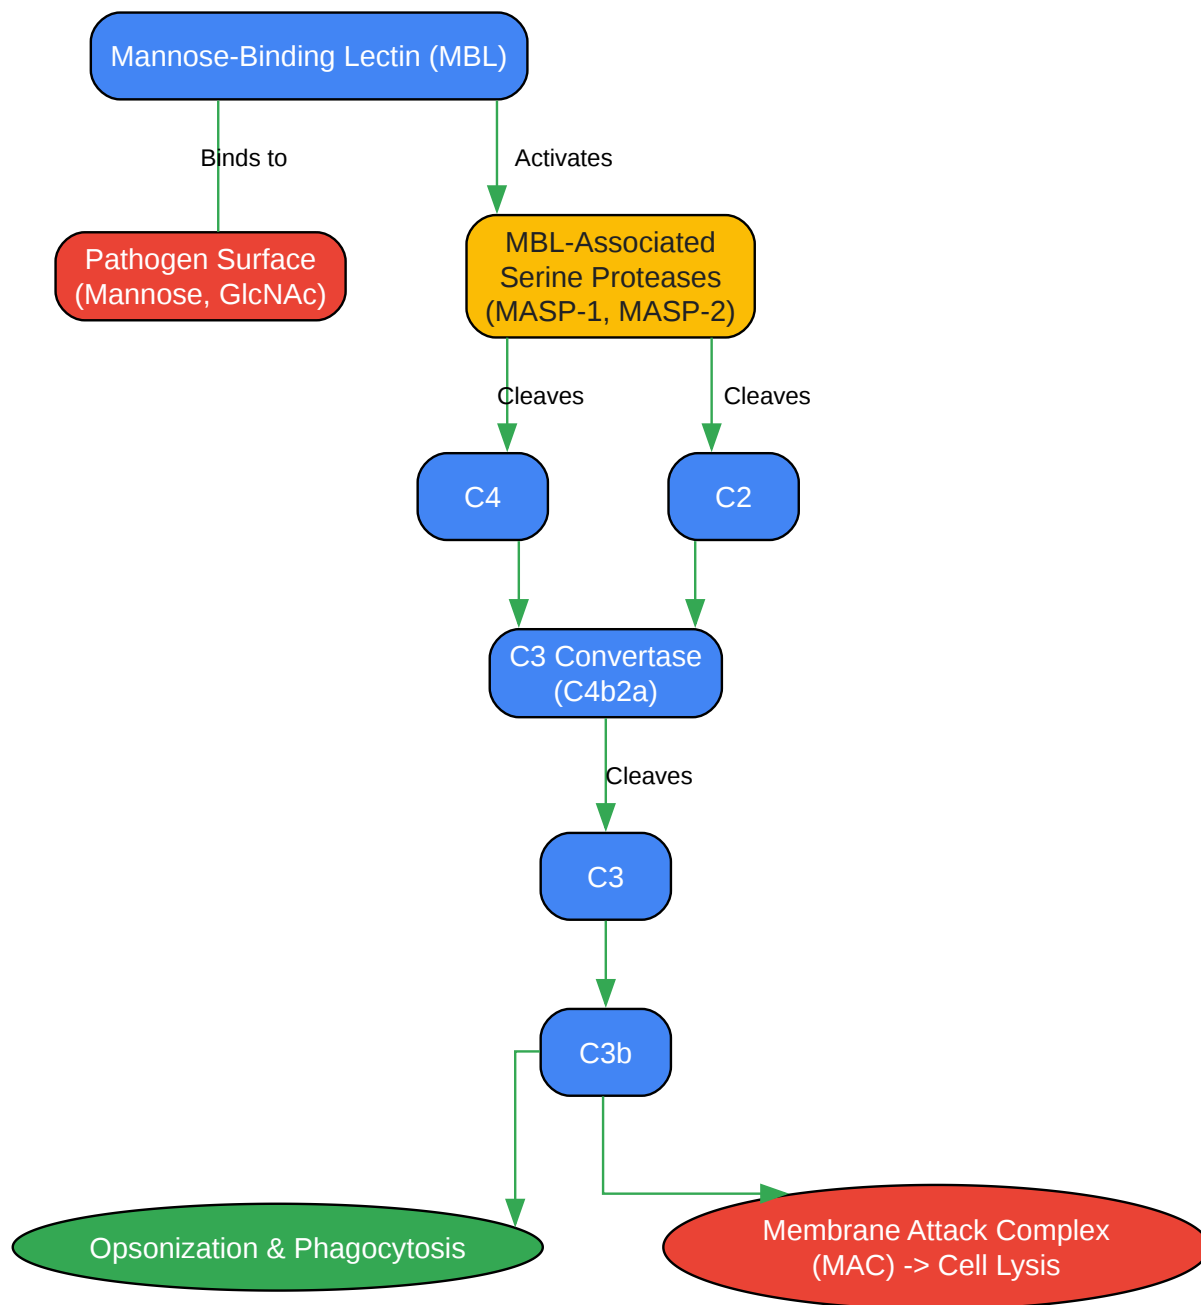 Mannose-Binding Lectin (MBL)
Binds to
Activates
Pathogen Surface
(Mannose, GlcNAc)
MBL-Associated
Serine Proteases
(MASP-1, MASP-2)
Cleaves
Cleaves
C4
C2
C3 Convertase
(C4b2a)
Cleaves
C3
C3b
Opsonization & Phagocytosis
Membrane Attack Complex
(MAC) -> Cell Lysis